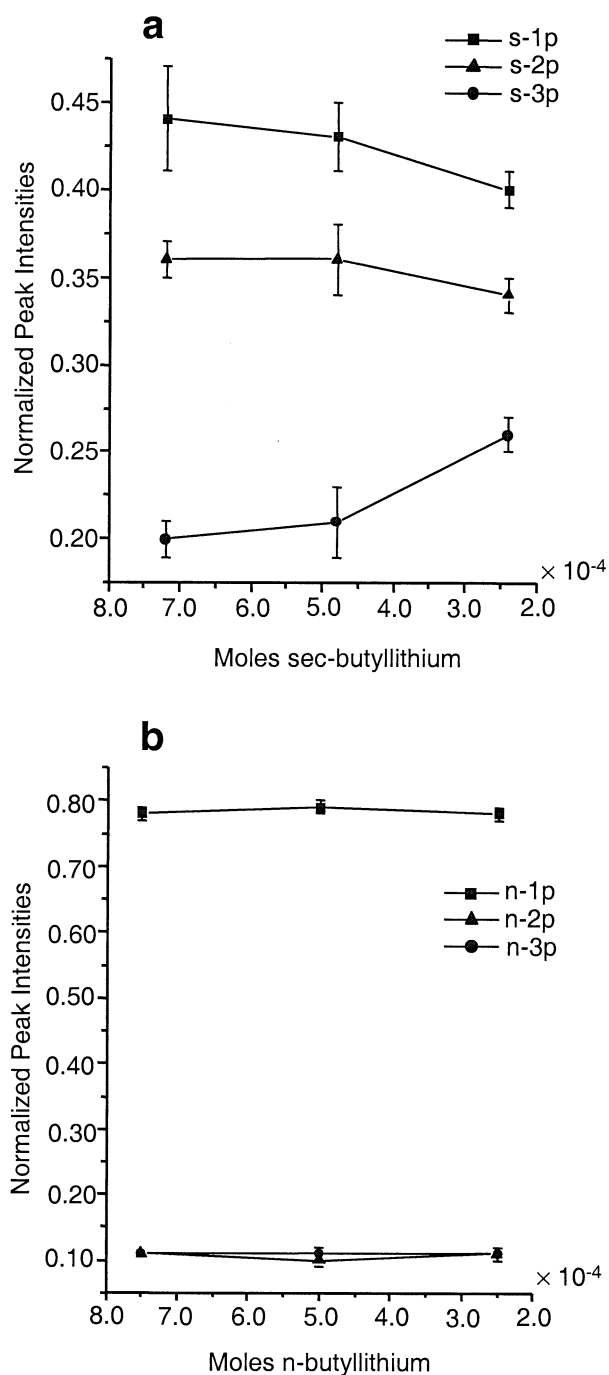 a
s-1p
s-2p
s-3p
Normalized Peak Intensities
0.45
0.40
0.35
0.30
0.25
0.20
× 10-4
8.0 7.0 6.0 5.0 4.0 3.0 2.0
Moles sec-butyllithium
b
n-1p
n-2p
n-3p
Normalized Peak Intensities
0.80
0.70
0.60
0.50
0.40
0.30
0.20
0.10
× 10-4
8.0 7.0 6.0 5.0 4.0 3.0 2.0
Moles n-butyllithium